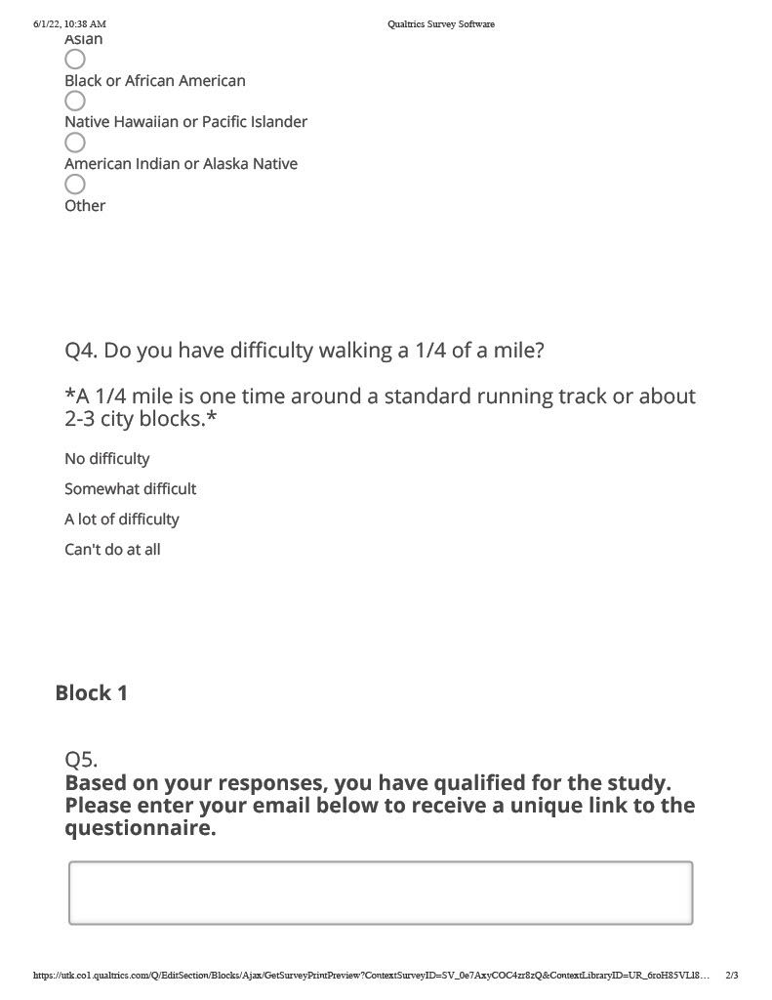 6/1/22, 10:38 AM Qualtrics Survey Software
Asian
Black or African American
Native Hawaiian or Pacific Islander
American Indian or Alaska Native
Other
Q4. Do you have difficulty walking a 1/4 of a mile?
*A 1/4 mile is one time around a standard running track or about
2-3 city blocks.*
No difficulty
Somewhat difficult
A lot of difficulty
Can't do at all
Block 1
Q5.
Based on your responses, you have qualified for the study.
Please enter your email below to receive a unique link to the
questionnaire.
https://utk.co1.qualtrics.com/Q/EditSection/Blocks/Ajax/GetSurveyPrintPreview?ContextSurveyID=SV_0e7AxyCOC4zr8zQ&ContextLibraryID=UR_6roH85VLl8… 2/3